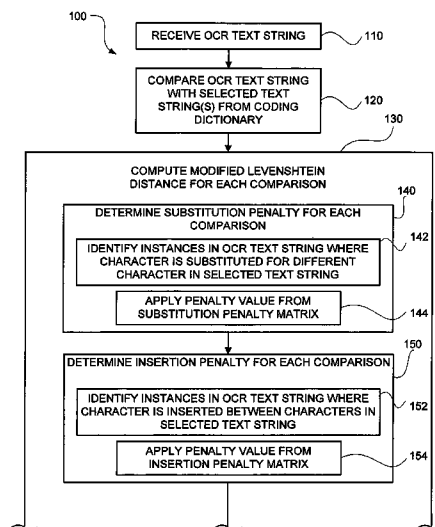 100
RECEIVE OCR TEXT STRING
110
COMPARE OCR TEXT STRING
WITH SELECTED TEXT
STRING(S) FROM CODING
DICTIONARY
120
130
COMPUTE MODIFIED LEVENSHTEIN
DISTANCE FOR EACH COMPARISON
140
DETERMINE SUBSTITUTION PENALTY FOR EACH
COMPARISON
142
IDENTIFY INSTANCES IN OCR TEXT STRING WHERE
CHARACTER IS SUBSTITUTED FOR DIFFERENT
CHARACTER IN SELECTED TEXT STRING
APPLY PENALTY VALUE FROM
SUBSTITUTION PENALTY MATRIX
144
150
DETERMINE INSERTION PENALTY FOR EACH COMPARISON
IDENTIFY INSTANCES IN OCR TEXT STRING WHERE
CHARACTER IS INSERTED BETWEEN CHARACTERS IN
SELECTED TEXT STRING
152
APPLY PENALTY VALUE FROM
INSERTION PENALTY MATRIX
154